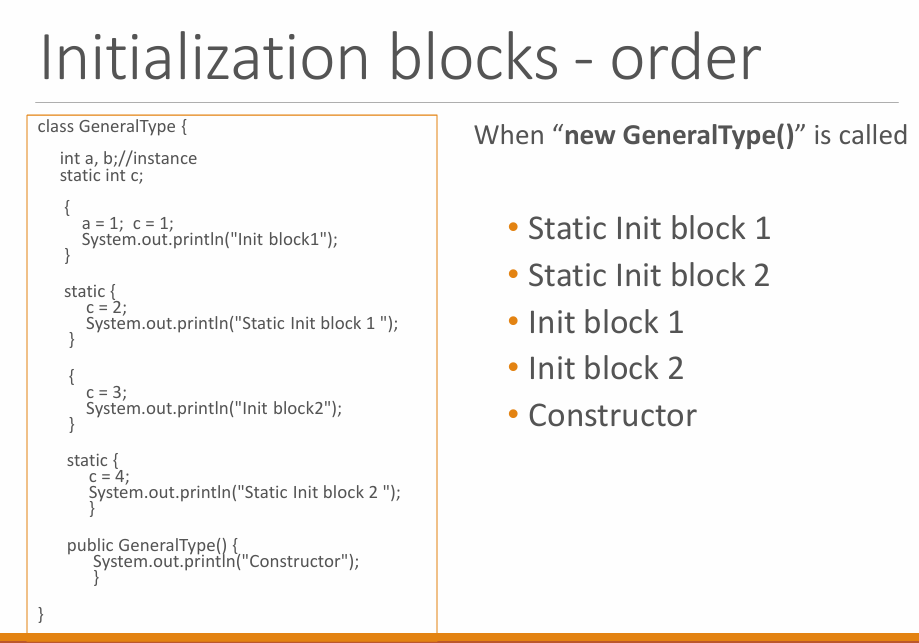 Initialization blocks - order
class GeneralType {
int a, b;//instance
static int c;
{
a = 1; c = 1;
System.out.println("Init block1");
}
static {
c = 2;
System.out.println("Static Init block 1 ");
}
{
c = 3;
System.out.println("Init block2");
}
static {
c = 4;
System.out.println("Static Init block 2 ");
}
public GeneralType() {
System.out.println("Constructor");
}
}
When “new GeneralType()” is called
• Static Init block 1
• Static Init block 2
• Init block 1
• Init block 2
• Constructor